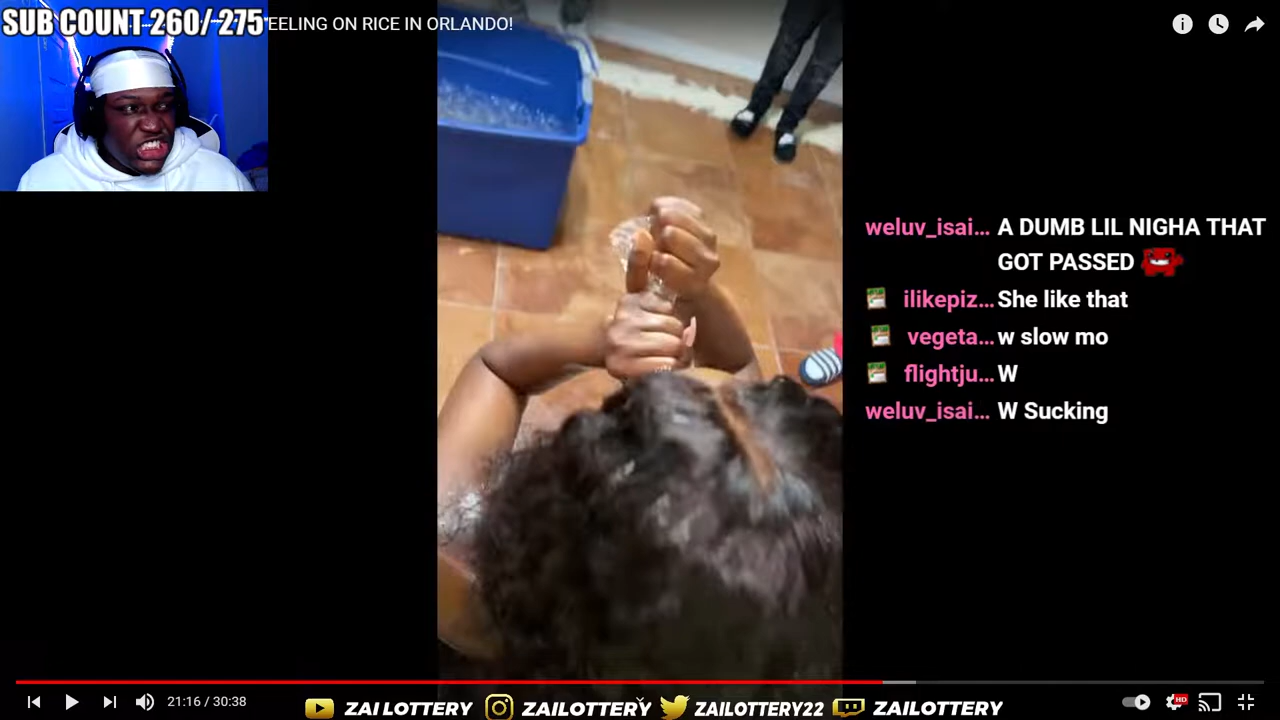 SUB COUNT 260/275
EELING ON RICE IN ORLANDO!
weluv_isai... A DUMB LIL NIGHA THAT
GOT PASSED
ilikepiz... She like that
vegeta... w slow mo
flightju... W
weluv_isai... W Sucking
21:16 / 30:38
HD
ZAI LOTTERY ZAILOTTERY ZAILOTTERY22 ZAILOTTERY